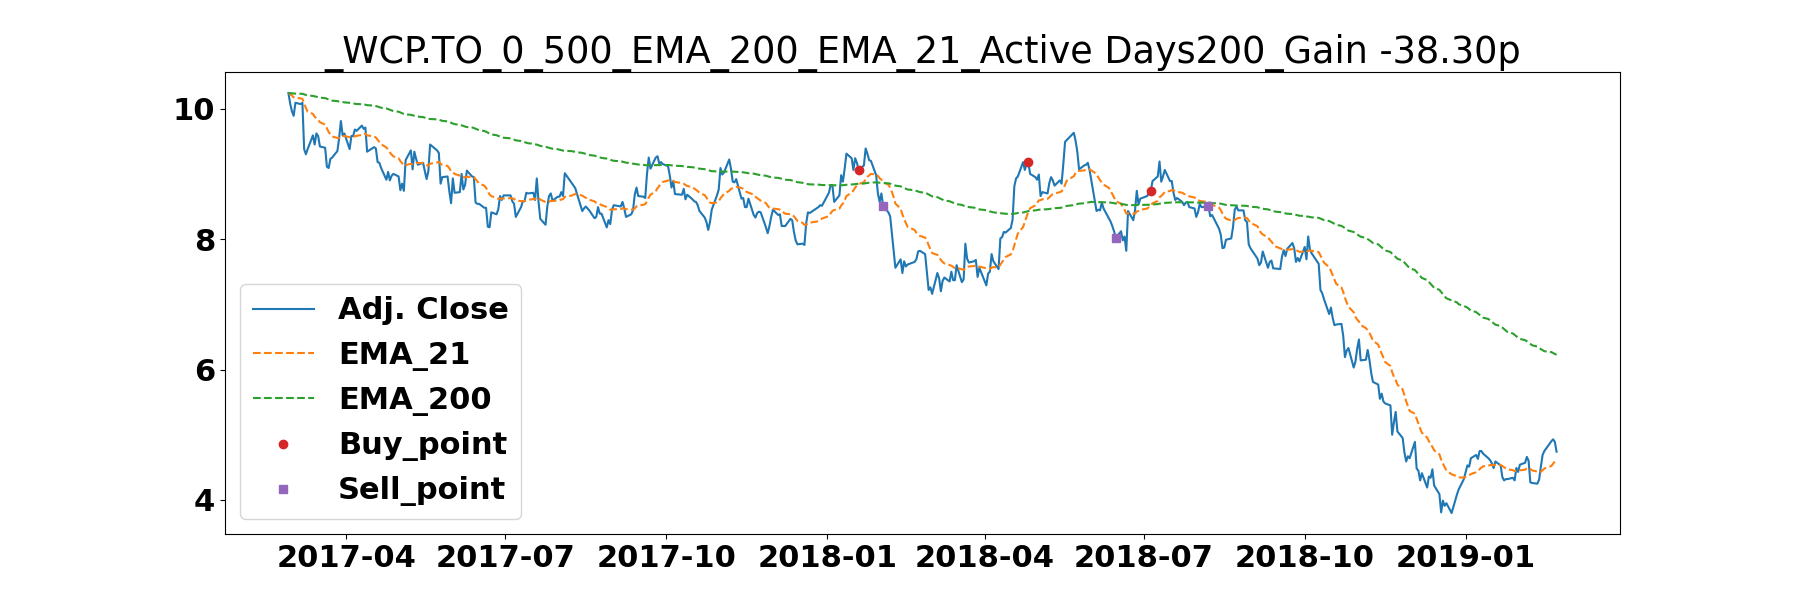 _WCP.TO_0_500_EMA_200_EMA_21_Active Days200_Gain -38.30p
10
8
6
4
Adj. Close
EMA_21
EMA_200
Buy_point
Sell_point
2017-04 2017-07 2017-10 2018-01 2018-04 2018-07 2018-10 2019-01